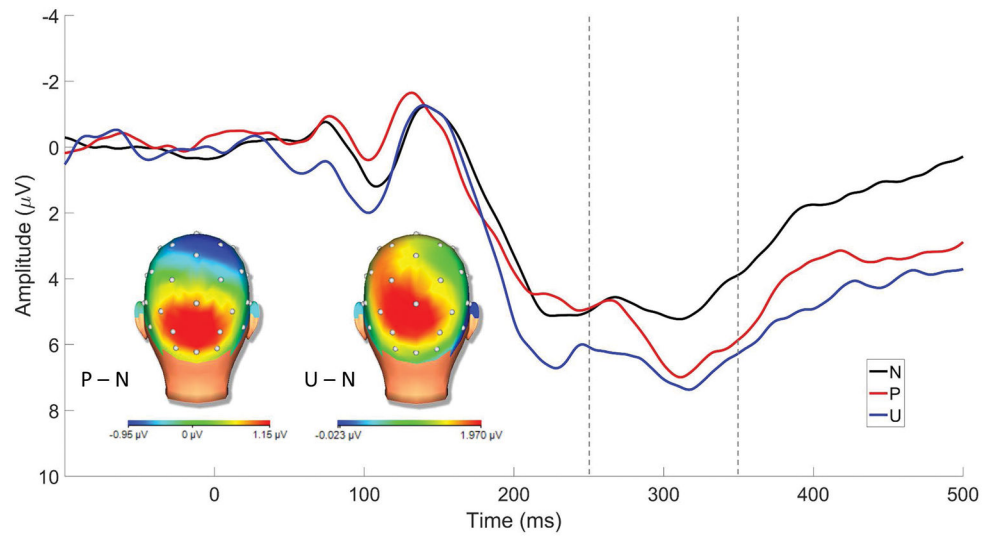 -4
-2
0
2
4
6
8
10
Amplitude (µV)
P – N
U – N
-0.95 µV 0 µV 1.15 µV
-0.023 µV 1.970 µV
N
P
U
0 100 200 300 400 500
Time (ms)